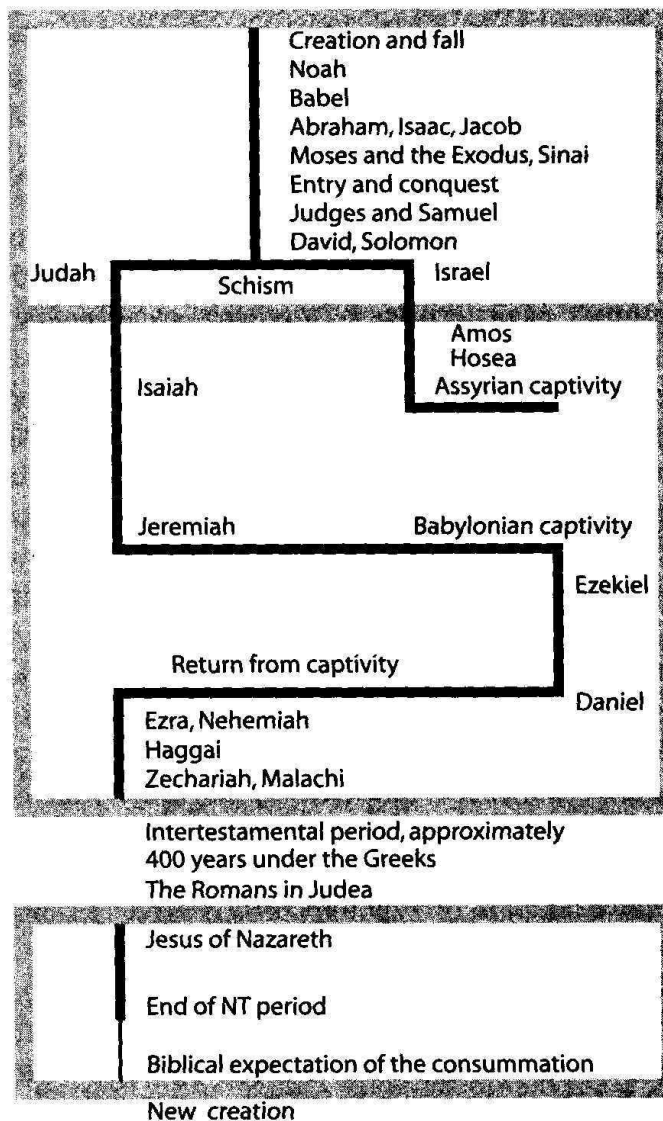 Creation and fall
Noah
Babel
Abraham, Isaac, Jacob
Moses and the Exodus, Sinai
Entry and conquest
Judges and Samuel
David, Solomon
Judah
Israel
Schism
Amos
Hosea
Isaiah
Assyrian captivity
Jeremiah
Babylonian captivity
Ezekiel
Return from captivity
Daniel
Ezra, Nehemiah
Haggai
Zechariah, Malachi
Intertestamental period, approximately
400 years under the Greeks
The Romans in Judea
Jesus of Nazareth
End of NT period
Biblical expectation of the consummation
New creation